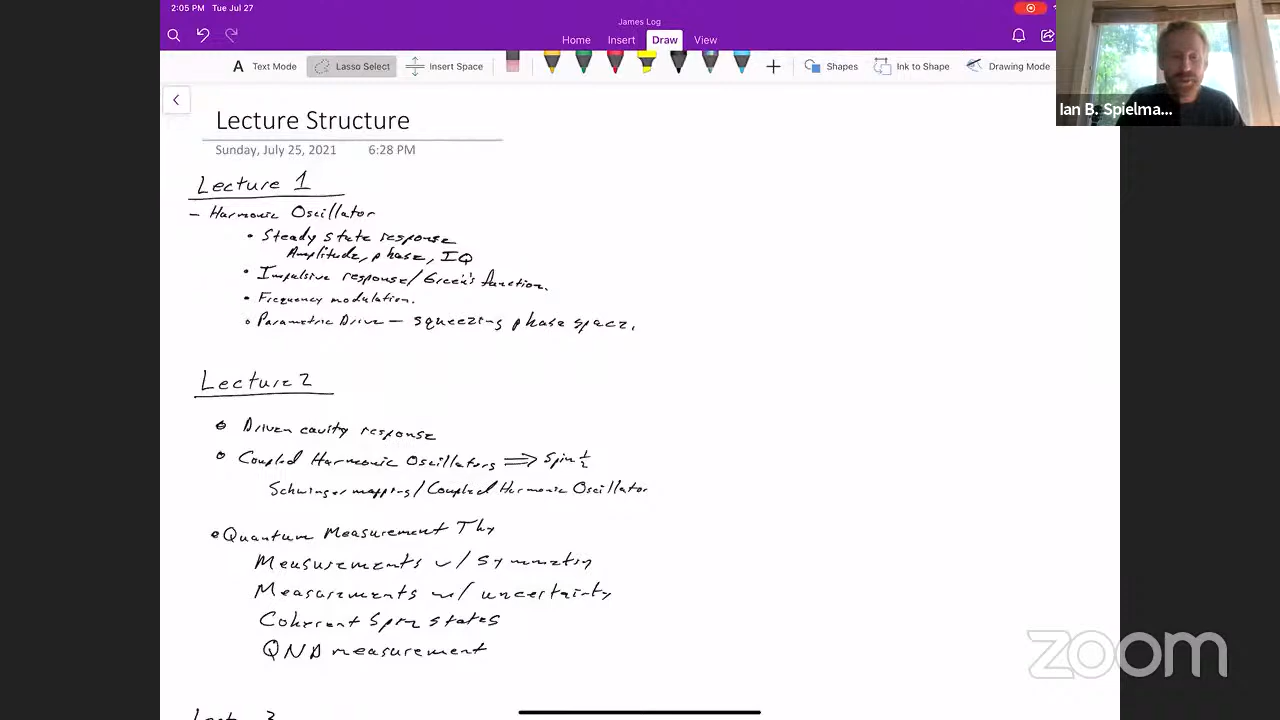 2:05 PM Tue Jul 27
James Log
Home Insert Draw View
A Text Mode Lasso Select Insert Space Shapes Ink to Shape Drawing Mode
Ian B. Spielma...
Lecture Structure
Sunday, July 25, 2021 6:28 PM
Lecture 1
- Harmonic Oscillator
• Steady state response
Amplitude, phase, IQ
• Impulsive response/Green's function.
• Frequency modulation.
• Parametric Drive - squeezing phase space.
Lecture 2
• Driven cavity response
• Coupled Harmonic Oscillators ⇒ Spin 1/2
Schwinger mapping/Coupled Harmonic Oscillator
• Quantum Measurement Thy
Measurements w/ symmetry
Measurements w/ uncertainty
Coherent Spin states
QND measurement
Lecture 3
zoom